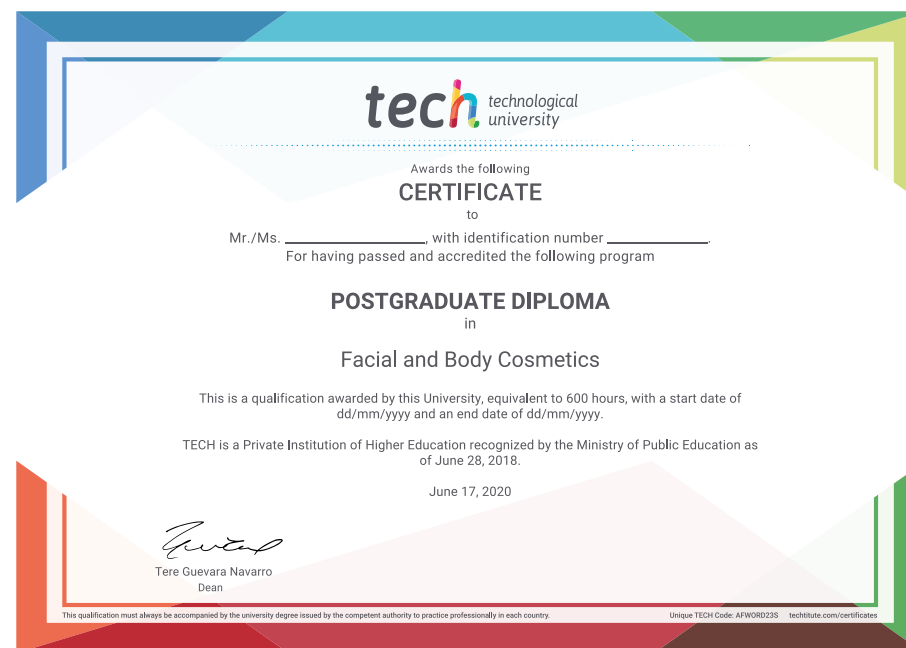 tech technological
university
Awards the following
CERTIFICATE
to
Mr./Ms. ____________________, with identification number ______________.
For having passed and accredited the following program
POSTGRADUATE DIPLOMA
in
Facial and Body Cosmetics
This is a qualification awarded by this University, equivalent to 600 hours, with a start date of
dd/mm/yyyy and an end date of dd/mm/yyyy.
TECH is a Private Institution of Higher Education recognized by the Ministry of Public Education as
of June 28, 2018.
June 17, 2020
Tere Guevara Navarro
Dean
This qualification must always be accompanied by the university degree issued by the competent authority to practice professionally in each country. Unique TECH Code: AFWORD23S techtitute.com/certificates